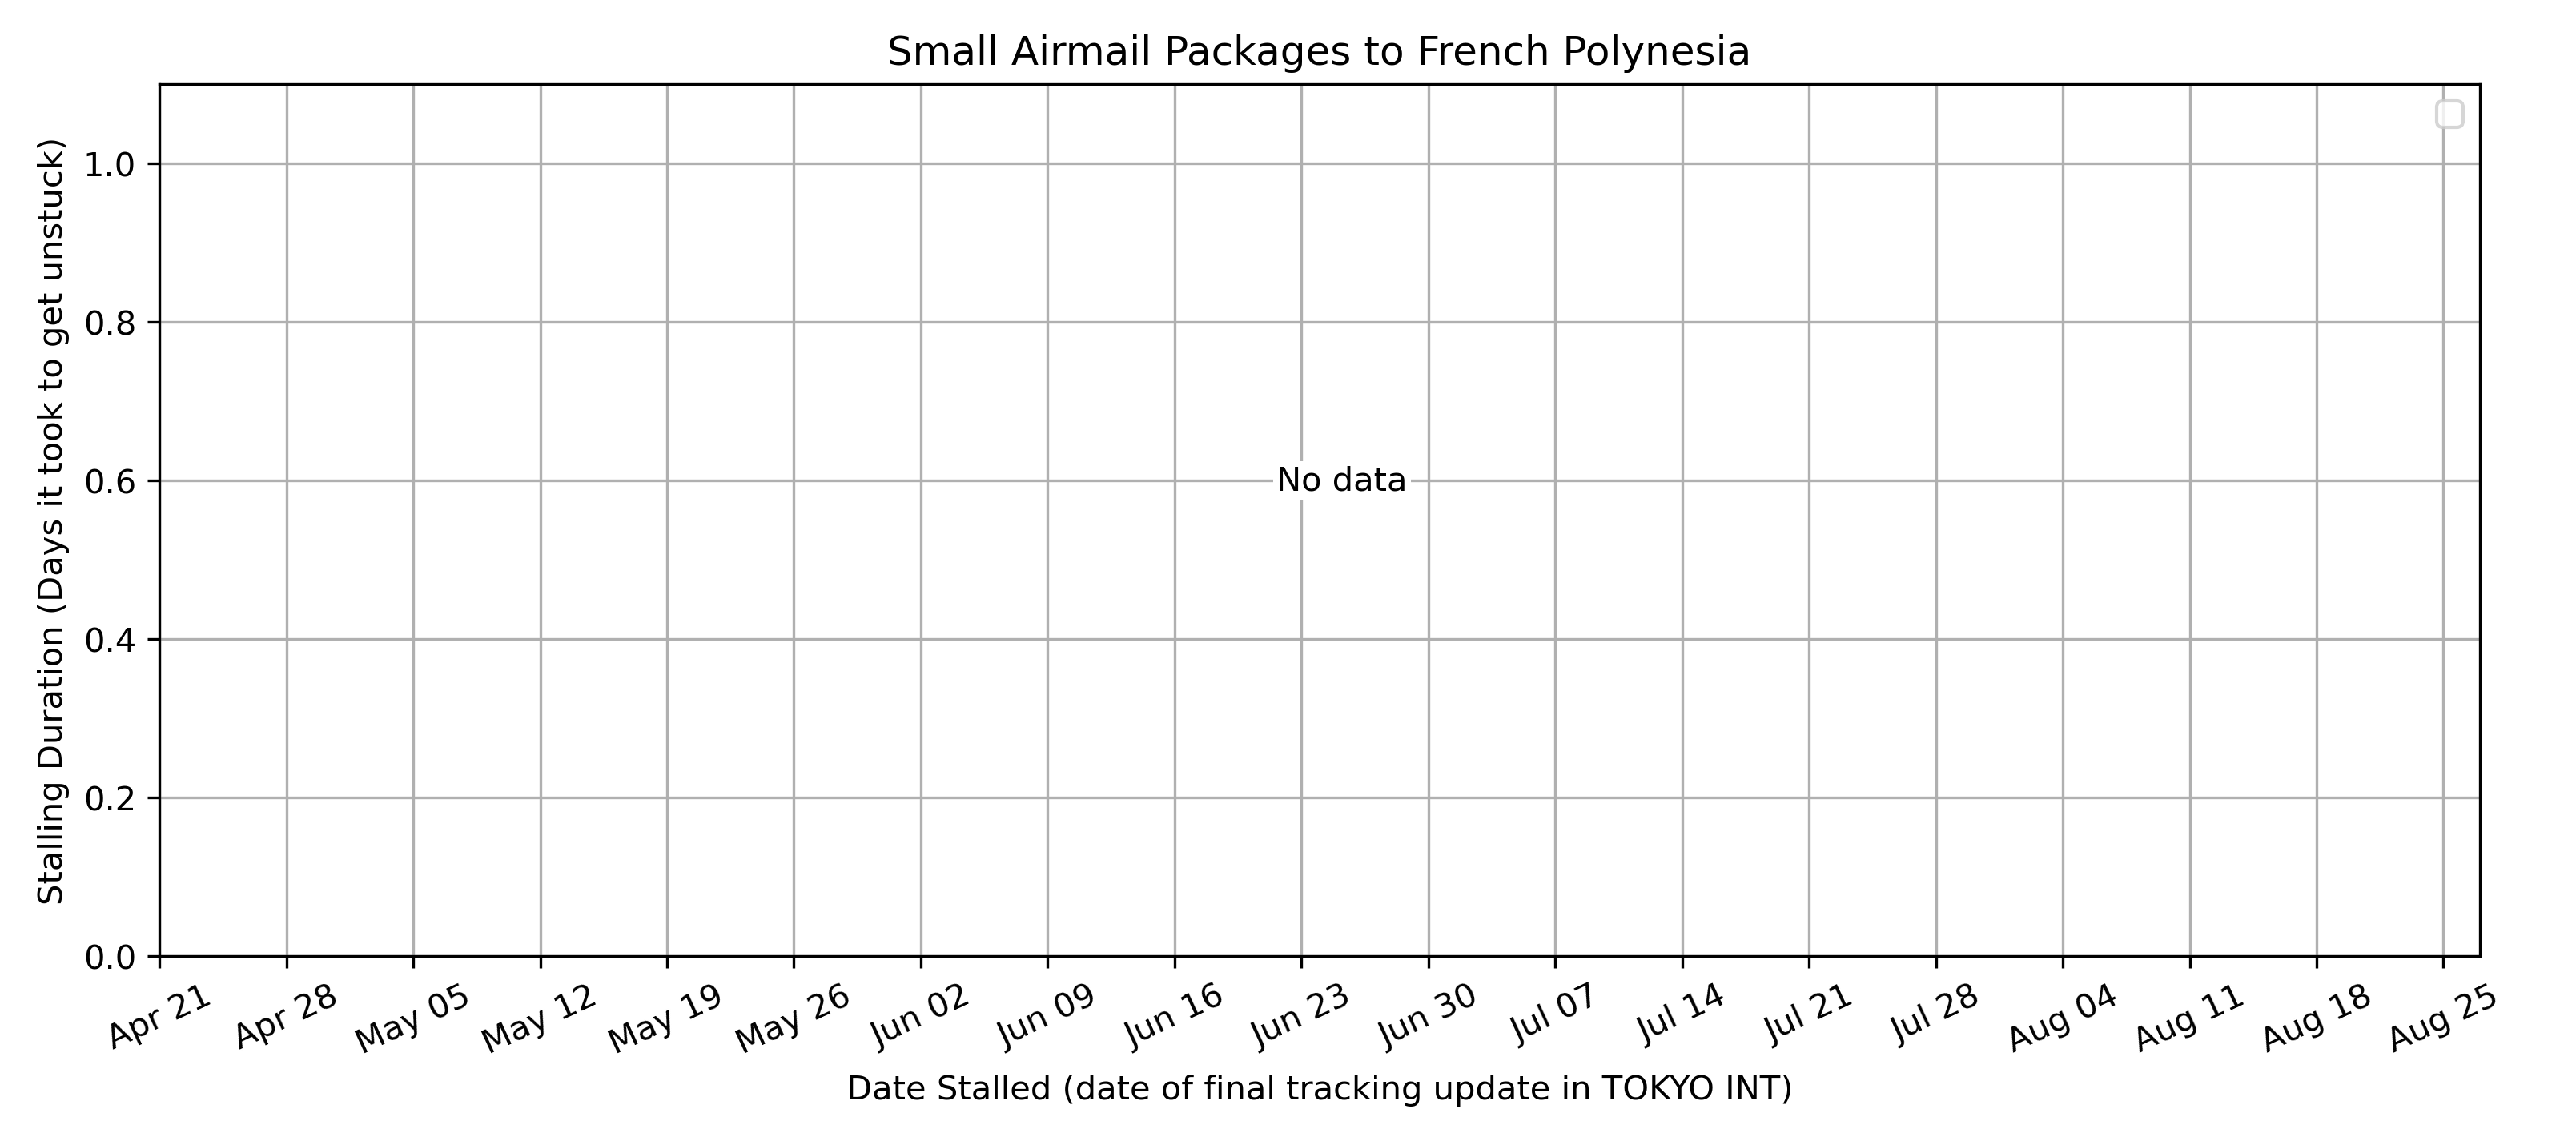 Small Airmail Packages to French Polynesia
Stalling Duration (Days it took to get unstuck)
1.0
0.8
0.6
0.4
0.2
0.0
No data
Apr 21
Apr 28
May 05
May 12
May 19
May 26
Jun 02
Jun 09
Jun 16
Jun 23
Jun 30
Jul 07
Jul 14
Jul 21
Jul 28
Aug 04
Aug 11
Aug 18
Aug 25
Date Stalled (date of final tracking update in TOKYO INT)